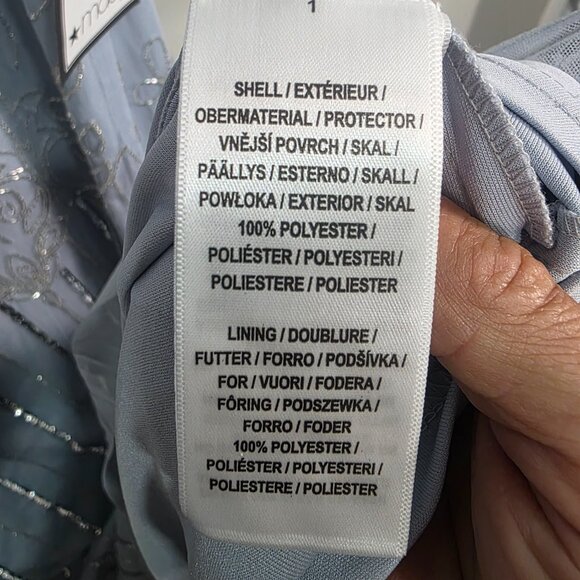 1
SHELL / EXTÉRIEUR /
OBERMATERIAL / PROTECTOR /
VNĚJŠÍ POVRCH / SKAL /
PÄÄLLYS / ESTERNO / SKALL /
POWŁOKA / EXTERIOR / SKAL
100% POLYESTER /
POLIÉSTER / POLYESTERI /
POLIESTERE / POLIESTER
LINING / DOUBLURE /
FUTTER / FORRO / PODŠÍVKA /
FOR / VUORI / FODERA /
FÔRING / PODSZEWKA /
FORRO / FODER
100% POLYESTER /
POLIÉSTER / POLYESTERI /
POLIESTERE / POLIESTER